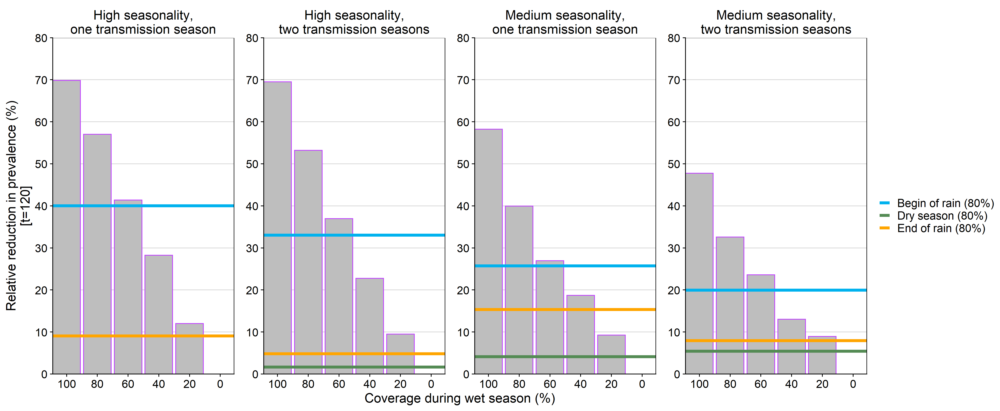 High seasonality,
one transmission season
High seasonality,
two transmission seasons
Medium seasonality,
one transmission season
Medium seasonality,
two transmission seasons
Relative reduction in prevalence (%)
[t=120]
80
70
60
50
40
30
20
10
0
80
70
60
50
40
30
20
10
0
80
70
60
50
40
30
20
10
0
80
70
60
50
40
30
20
10
0
100 80 60 40 20 0
100 80 60 40 20 0
100 80 60 40 20 0
100 80 60 40 20 0
Coverage during wet season (%)
Begin of rain (80%)
Dry season (80%)
End of rain (80%)